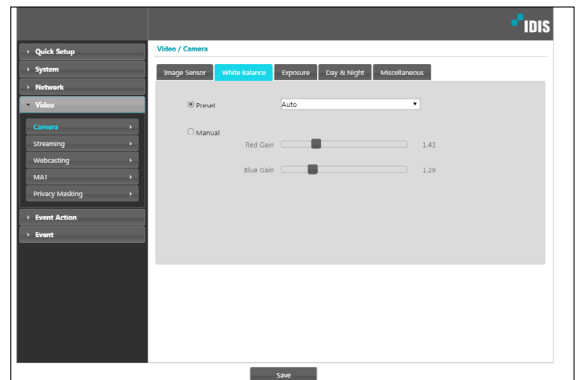 IDIS
Quick Setup
System
Network
Video
Camera
Streaming
Webcasting
MAT
Privacy Masking
Event Action
Event
Video / Camera
Image Sensor White Balance Exposure Day & Night Miscellaneous
Preset Auto
Manual
Red Gain 1.43
Blue Gain 1.29
Save